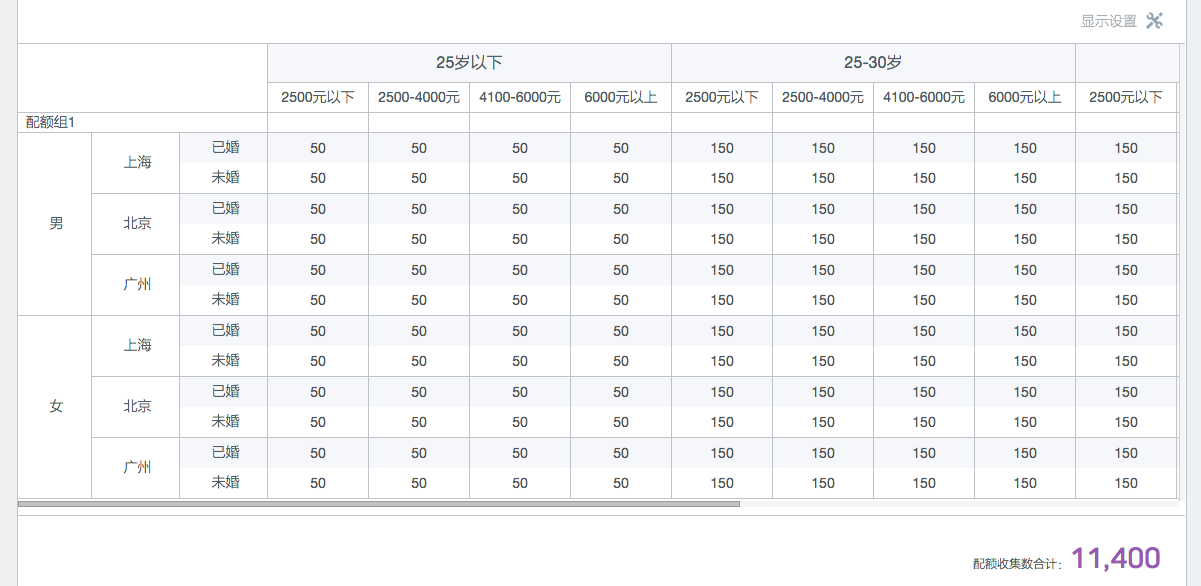 显示设置
25岁以下 25-30岁
2500元以下 2500-4000元 4100-6000元 6000元以上 2500元以下 2500-4000元 4100-6000元 6000元以上 2500元以下
配额组1
男 上海 已婚 50 50 50 50 150 150 150 150 150
未婚 50 50 50 50 150 150 150 150 150
北京 已婚 50 50 50 50 150 150 150 150 150
未婚 50 50 50 50 150 150 150 150 150
广州 已婚 50 50 50 50 150 150 150 150 150
未婚 50 50 50 50 150 150 150 150 150
女 上海 已婚 50 50 50 50 150 150 150 150 150
未婚 50 50 50 50 150 150 150 150 150
北京 已婚 50 50 50 50 150 150 150 150 150
未婚 50 50 50 50 150 150 150 150 150
广州 已婚 50 50 50 50 150 150 150 150 150
未婚 50 50 50 50 150 150 150 150 150
配额收集数合计: 11,400